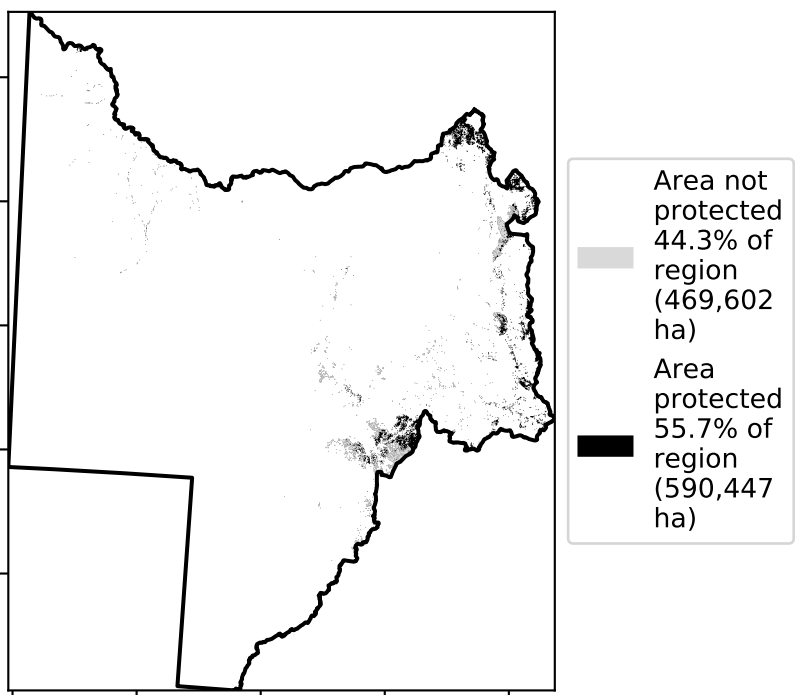 Area not
protected
44.3% of
region
(469,602
ha)
Area
protected
55.7% of
region
(590,447
ha)